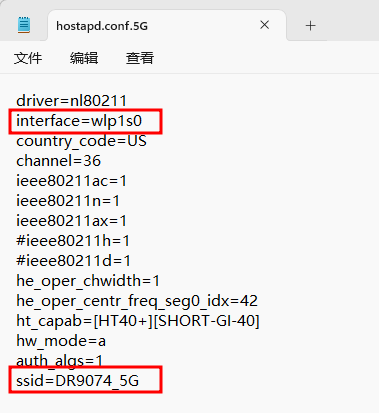 hostapd.conf.5G
文件 编辑 查看
driver=nl80211
interface=wlp1s0
country_code=US
channel=36
ieee80211ac=1
ieee80211n=1
ieee80211ax=1
#ieee80211h=1
#ieee80211d=1
he_oper_chwidth=1
he_oper_centr_freq_seg0_idx=42
ht_capab=[HT40+][SHORT-GI-40]
hw_mode=a
auth_algs=1
ssid=DR9074_5G